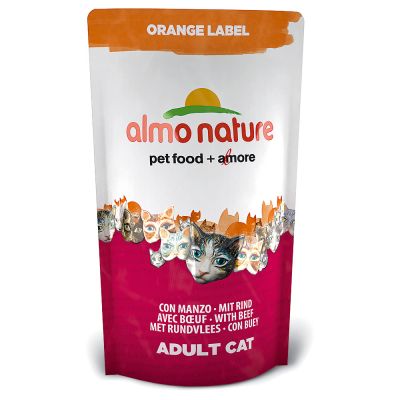 ORANGE LABEL
almo nature
pet food + almore
CON MANZO · MIT RIND
AVEC BŒUF · WITH BEEF
MET RUNDVLEES · CON BUEY
ADULT CAT